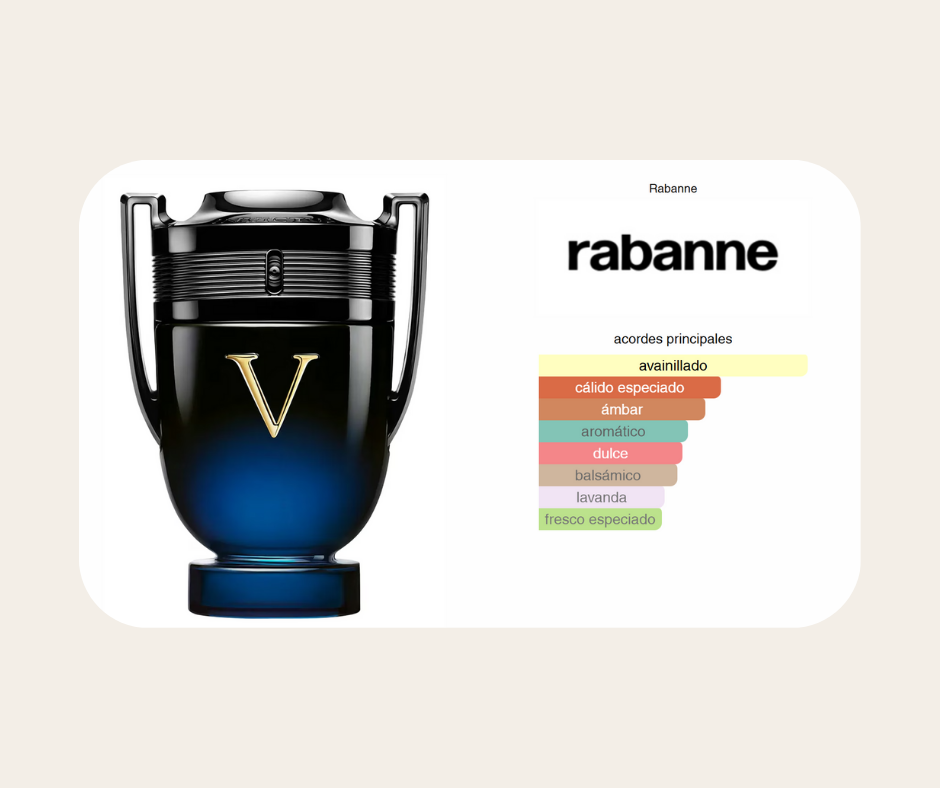 V
Rabanne
rabanne
acordes principales
avainillado
cálido especiado
ámbar
aromático
dulce
balsámico
lavanda
fresco especiado